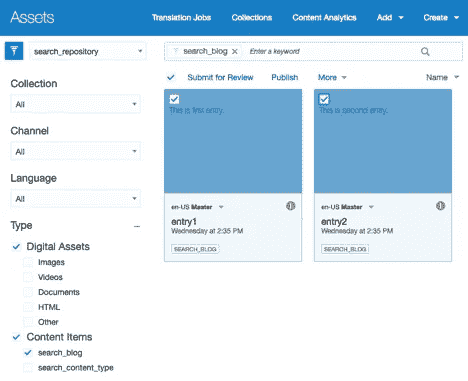 Assets
Translation Jobs Collections Content Analytics Add Create
search_repository
search_blog Enter a keyword
Submit for Review Publish More Name
Collection
All
Channel
All
Language
All
Type
Digital Assets
Images
Videos
Documents
HTML
Other
Content Items
search_blog
search_content_type
This is first entry.
en-US Master
entry1
Wednesday at 2:35 PM
SEARCH_BLOG
This is second entry.
en-US Master
entry2
Wednesday at 2:35 PM
SEARCH_BLOG